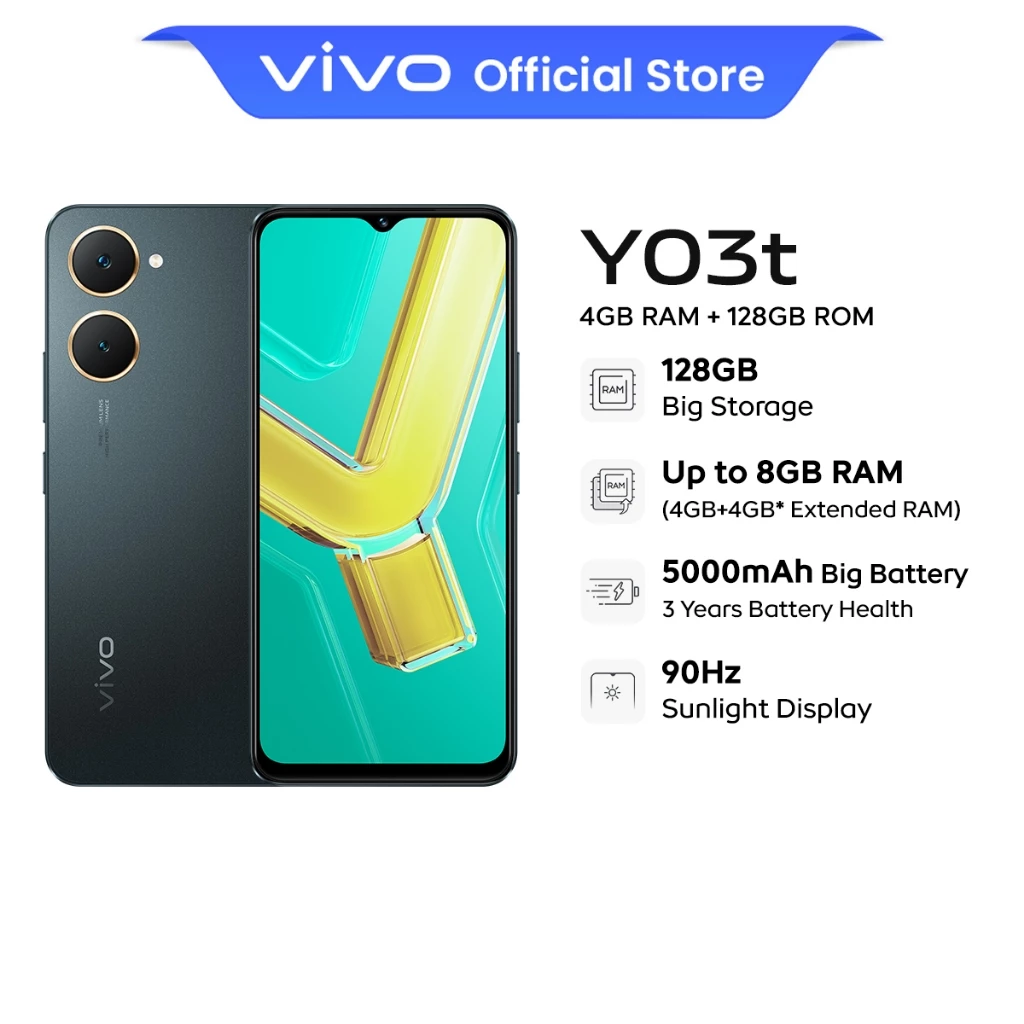 vivo Official Store
Y03t
4GB RAM + 128GB ROM
RAM
128GB
Big Storage
RAM
Up to 8GB RAM
(4GB+4GB* Extended RAM)
5000mAh Big Battery
3 Years Battery Health
90Hz
Sunlight Display
vivo